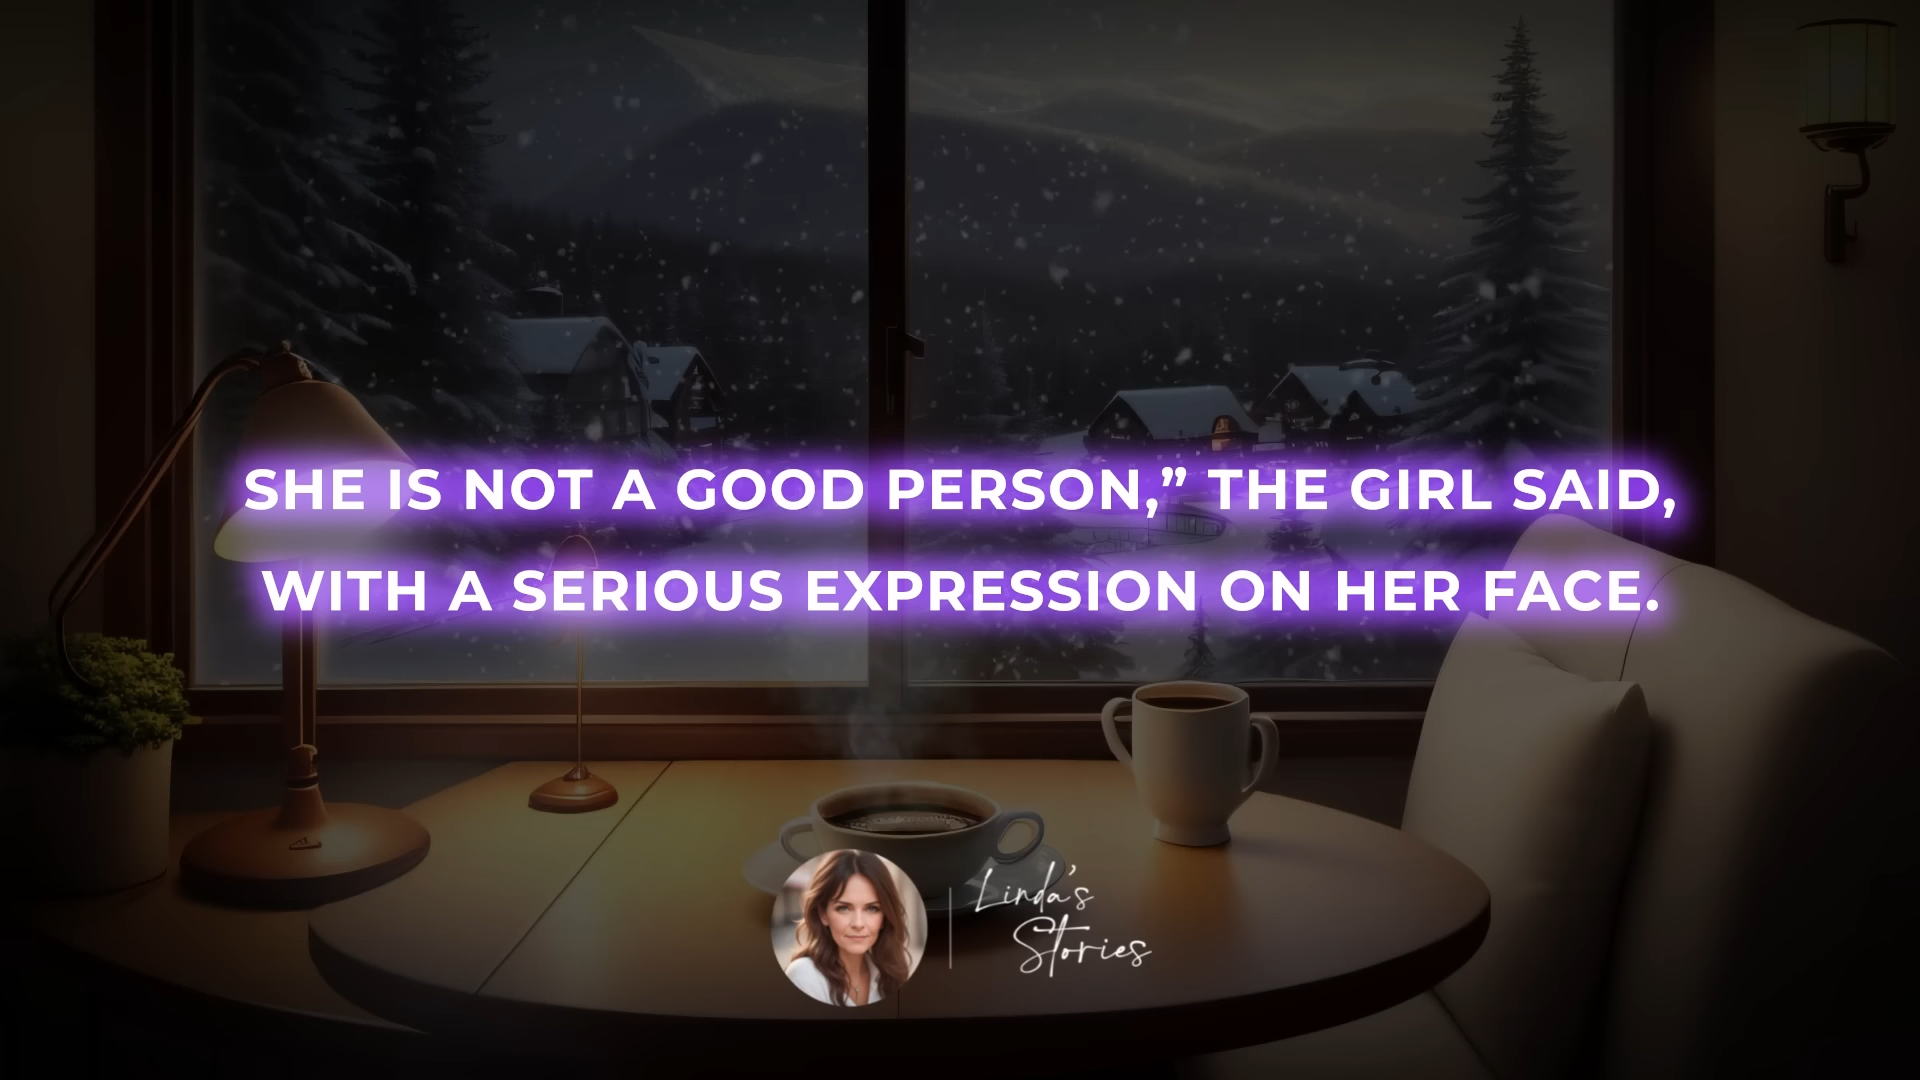 SHE IS NOT A GOOD PERSON,” THE GIRL SAID,
WITH A SERIOUS EXPRESSION ON HER FACE.
Linda's
Stories